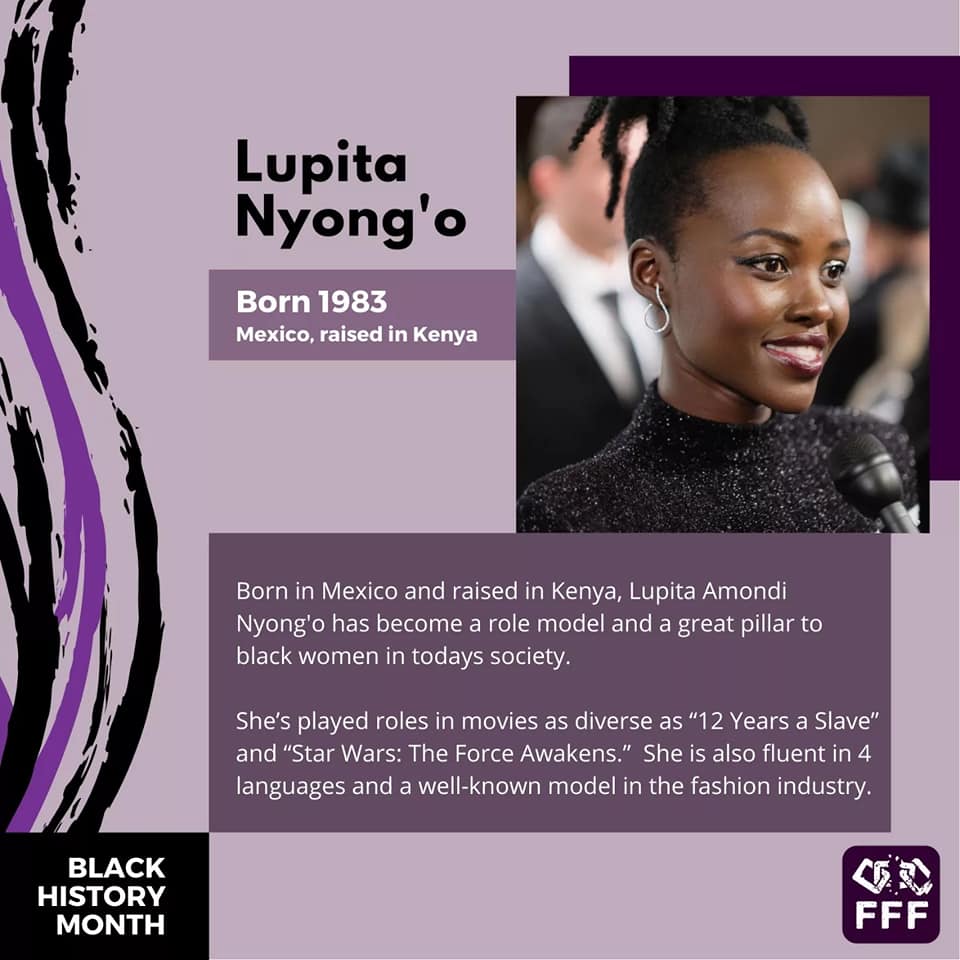 Lupita
Nyong'o
Born 1983
Mexico, raised in Kenya
Born in Mexico and raised in Kenya, Lupita Amondi
Nyong'o has become a role model and a great pillar to
black women in todays society.
She’s played roles in movies as diverse as “12 Years a Slave”
and “Star Wars: The Force Awakens.”  She is also fluent in 4
languages and a well-known model in the fashion industry.
BLACK
HISTORY
MONTH
FFF